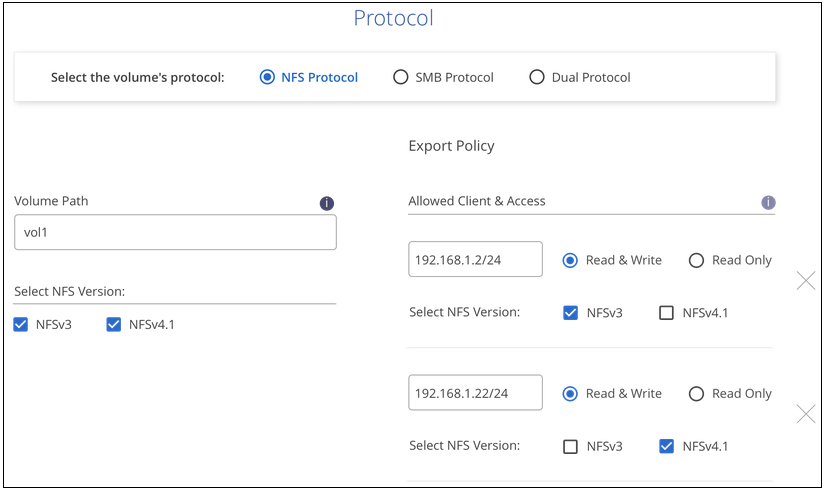 Protocol
Select the volume's protocol: NFS Protocol SMB Protocol Dual Protocol
Export Policy
Volume Path
vol1
Select NFS Version:
NFSv3 NFSv4.1
Allowed Client & Access
192.168.1.2/24 Read & Write Read Only
Select NFS Version: NFSv3 NFSv4.1
192.168.1.22/24 Read & Write Read Only
Select NFS Version: NFSv3 NFSv4.1